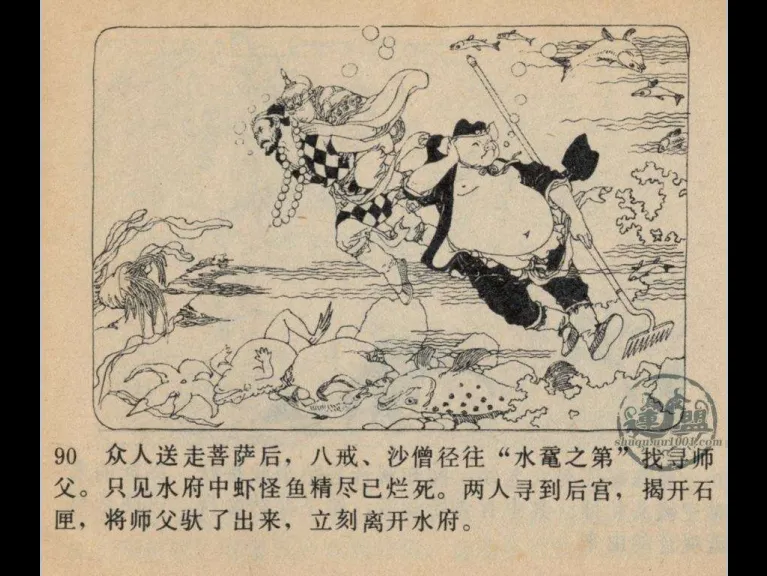 90 众人送走菩萨后，八戒、沙僧径往“水鼋之第”找寻师
父。只见水府中虾怪鱼精尽已烂死。两人寻到后宫，揭开石
匣，将师父驮了出来，立刻离开水府。
shuqumu1001.com